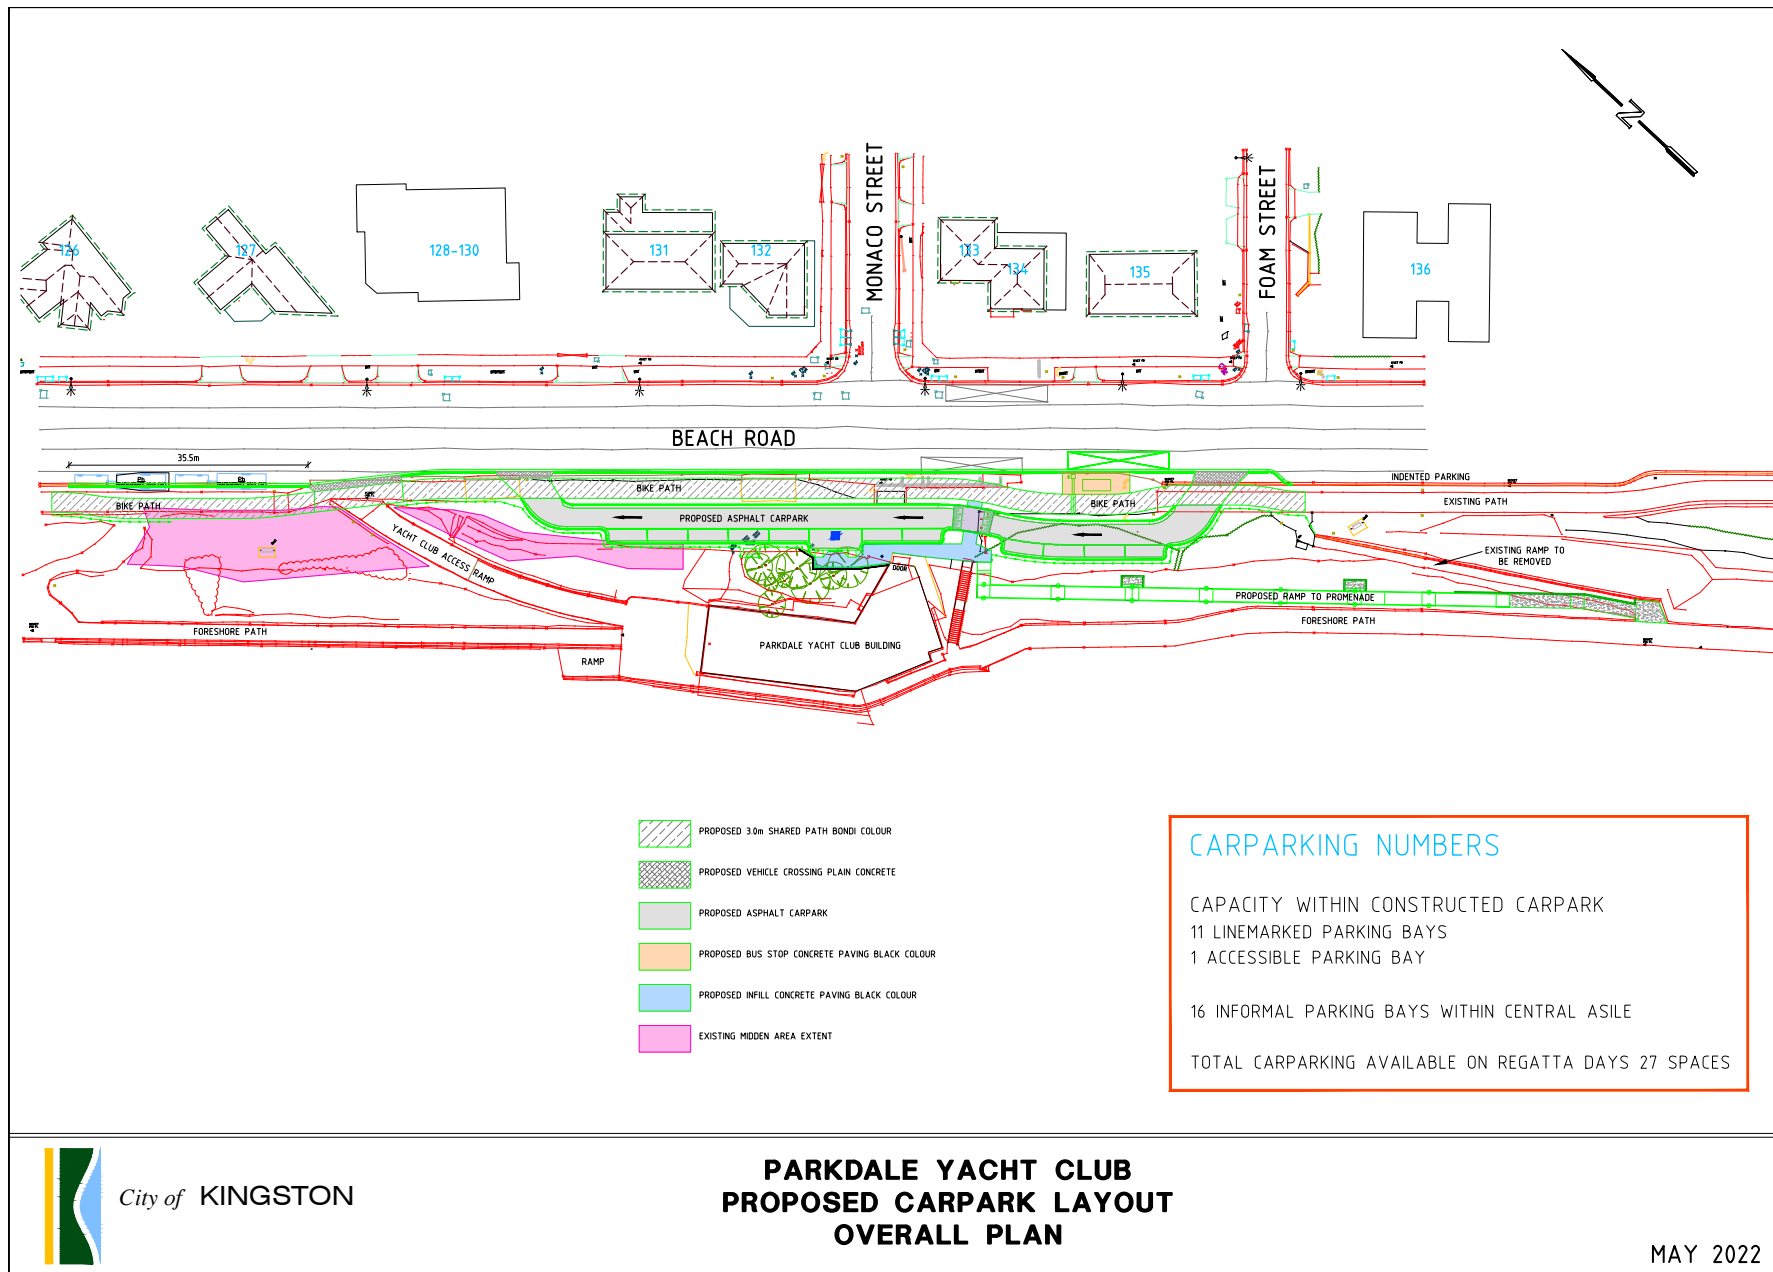 N
MONACO STREET
FOAM STREET
126
127
128-130
131
132
133
134
135
136
BEACH ROAD
35.5m
BIKE PATH
BIKE PATH
BIKE PATH
INDENTED PARKING
EXISTING PATH
PROPOSED ASPHALT CARPARK
YACHT CLUB ACCESS RAMP
EXISTING RAMP TO
BE REMOVED
DOOR
PROPOSED RAMP TO PROMENADE
FORESHORE PATH
FORESHORE PATH
PARKDALE YACHT CLUB BUILDING
RAMP
PROPOSED 3.0m SHARED PATH BONDI COLOUR
PROPOSED VEHICLE CROSSING PLAIN CONCRETE
PROPOSED ASPHALT CARPARK
PROPOSED BUS STOP CONCRETE PAVING BLACK COLOUR
PROPOSED INFILL CONCRETE PAVING BLACK COLOUR
EXISTING MIDDEN AREA EXTENT
CARPARKING NUMBERS
CAPACITY WITHIN CONSTRUCTED CARPARK
11 LINEMARKED PARKING BAYS
1 ACCESSIBLE PARKING BAY
16 INFORMAL PARKING BAYS WITHIN CENTRAL ASILE
TOTAL CARPARKING AVAILABLE ON REGATTA DAYS 27 SPACES
City of KINGSTON
PARKDALE YACHT CLUB
PROPOSED CARPARK LAYOUT
OVERALL PLAN
MAY 2022